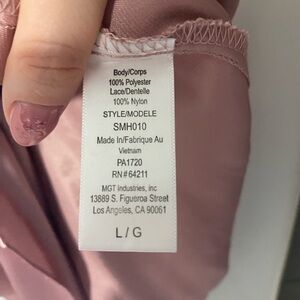 Body/Corps
100% Polyester
Lace/Dentelle
100% Nylon
STYLE/MODELE
SMH010
Made In/Fabrique Au
Vietnam
PA1720
RN#64211
MGT Industries, inc
13889 S. Figueroa Street
Los Angeles, CA 90061
L / G